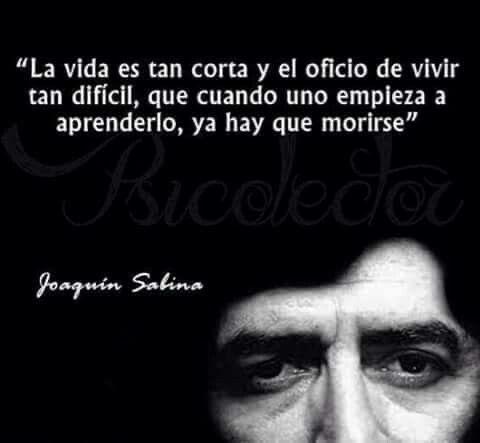 “La vida es tan corta y el oficio de vivir
tan difícil, que cuando uno empieza a
aprenderlo, ya hay que morirse”
Psicolector
Joaquín Sabina